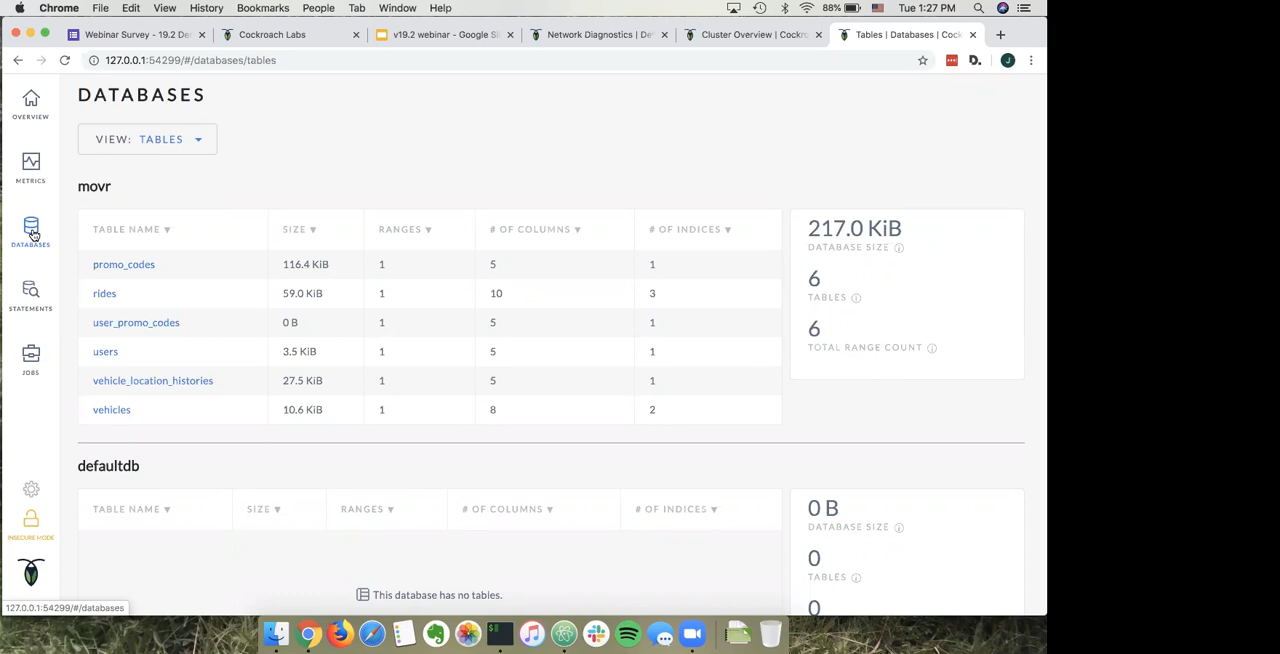 Chrome File Edit View History Bookmarks People Tab Window Help 88% Tue 1:27 PM
Webinar Survey - 19.2 De Cockroach Labs v19.2 webinar - Google Sli Network Diagnostics | De Cluster Overview | Cockro Tables | Databases | Cock
127.0.0.1:54299/#/databases/tables D. J
OVERVIEW
METRICS
DATABASES
STATEMENTS
JOBS
INSECURE MODE
DATABASES
VIEW: TABLES
movr
TABLE NAME ▼ SIZE ▼ RANGES ▼ # OF COLUMNS ▼ # OF INDICES ▼
promo_codes 116.4 KiB 1 5 1
rides 59.0 KiB 1 10 3
user_promo_codes 0 B 1 5 1
users 3.5 KiB 1 5 1
vehicle_location_histories 27.5 KiB 1 5 1
vehicles 10.6 KiB 1 8 2
217.0 KiB
DATABASE SIZE
6
TABLES
6
TOTAL RANGE COUNT
defaultdb
TABLE NAME ▼ SIZE ▼ RANGES ▼ # OF COLUMNS ▼ # OF INDICES ▼
This database has no tables.
0 B
DATABASE SIZE
0
TABLES
0
127.0.0.1:54299/#/databases